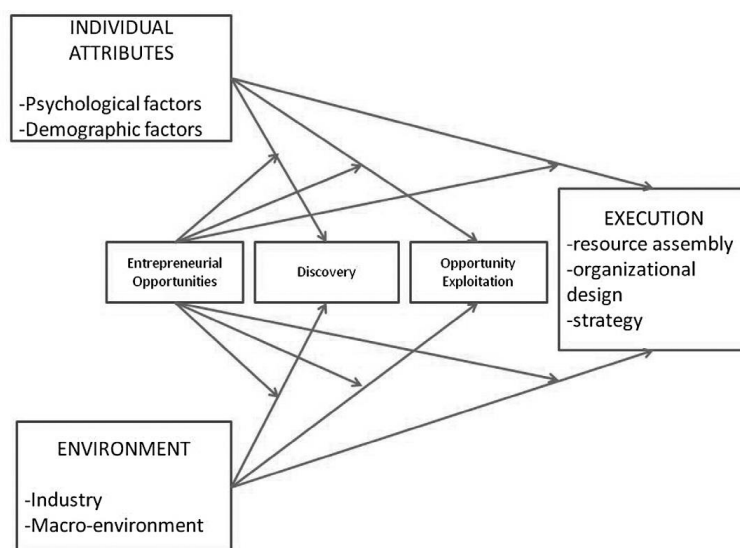 INDIVIDUAL
ATTRIBUTES
-Psychological factors
-Demographic factors
Entrepreneurial
Opportunities
Discovery
Opportunity
Exploitation
EXECUTION
-resource assembly
-organizational
design
-strategy
ENVIRONMENT
-Industry
-Macro-environment